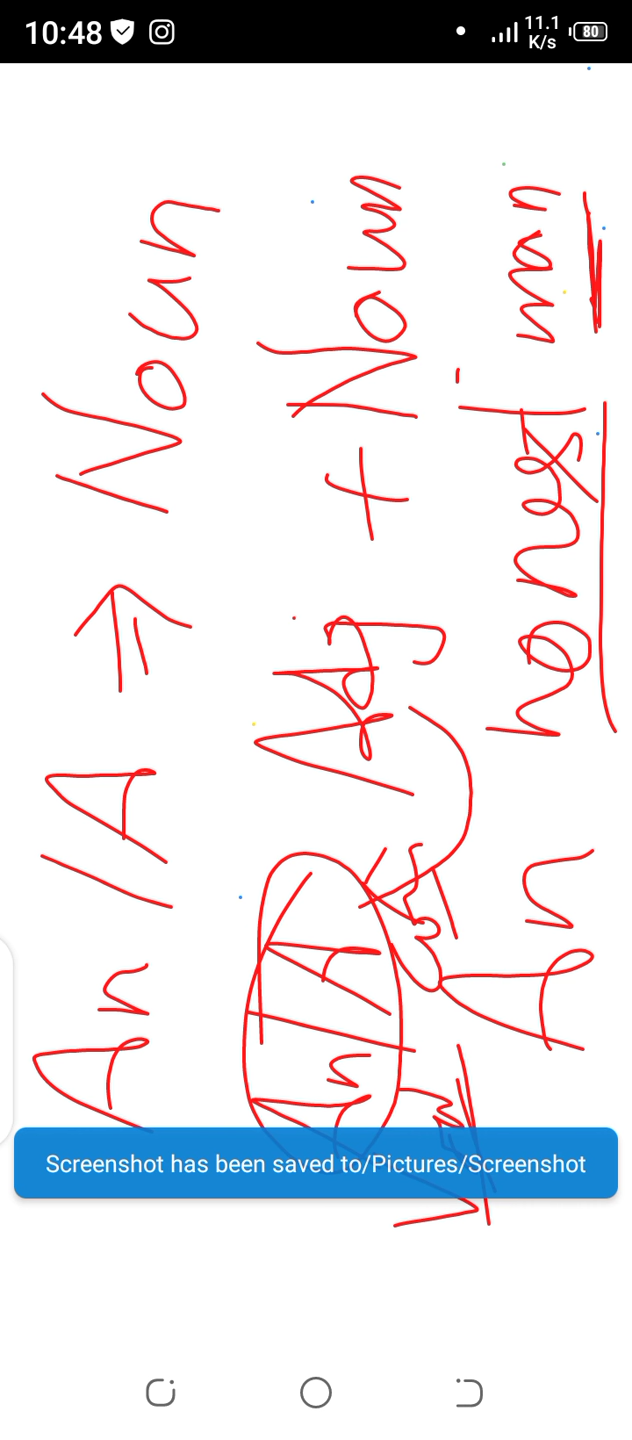 10:48
11.1 K/s
80
An /A → Noun
An/A Adj + Noun
An honest man
Screenshot has been saved to/Pictures/Screenshot